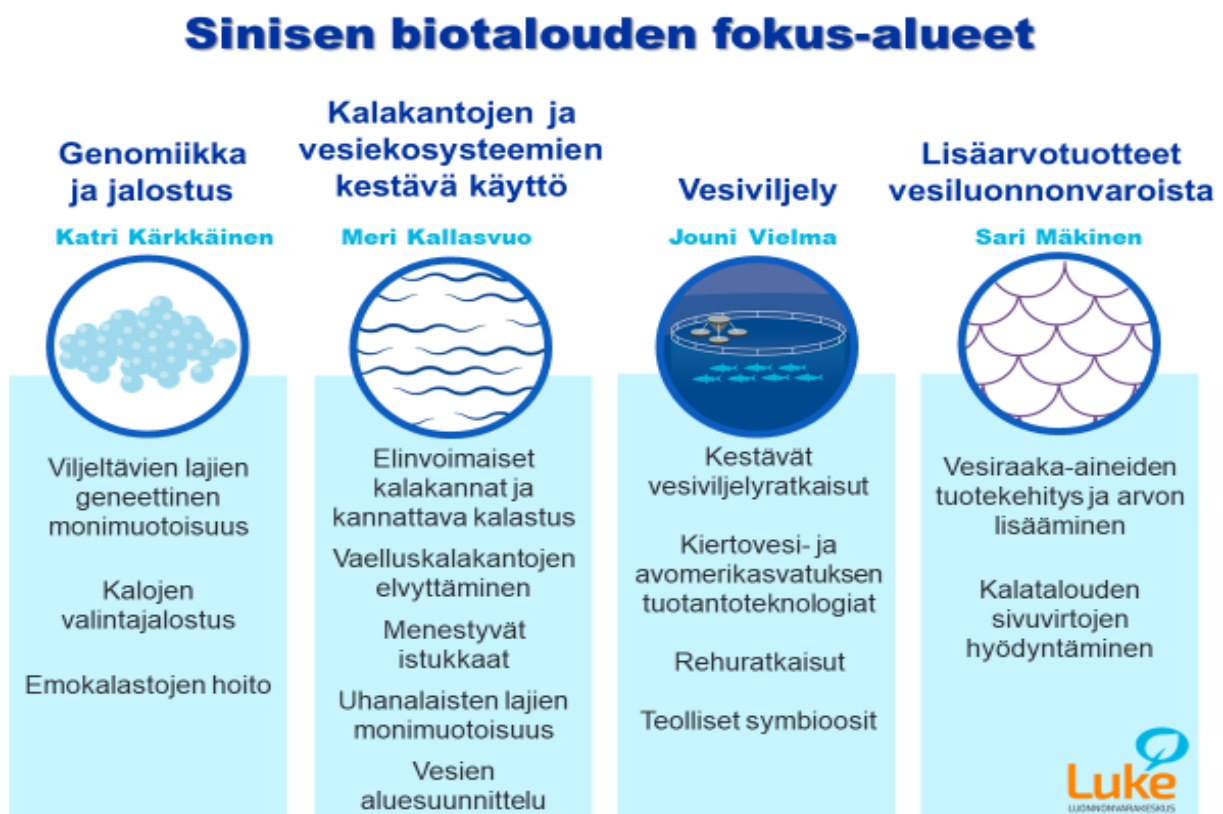 Sinisen biotalouden fokus-alueet
Genomiikka
ja jalostus
Katri Kärkkäinen
Viljeltävien lajien
geneettinen
monimuotoisuus
Kalojen
valintajalostus
Emokalastojen hoito
Kalakantojen ja
vesiekosysteemien
kestävä käyttö
Meri Kallasvuo
Elinvoimaiset
kalakannat ja
kannattava kalastus
Vaelluskalakantojen
elvyttäminen
Menestyvät
istukkaat
Uhanalaisten lajien
monimuotoisuus
Vesien
aluesuunnittelu
Vesiviljely
Jouni Vielma
Kestävät
vesiviljelyratkaisut
Kiertovesi- ja
avomerikasvatuksen
tuotantoteknologiat
Rehuratkaisut
Teolliset symbioosit
Lisäarvotuotteet
vesiluonnonvaroista
Sari Mäkinen
Vesiraaka-aineiden
tuotekehitys ja arvon
lisääminen
Kalatalouden
sivuvirtojen
hyödyntäminen
Luke
LUONNONVARAKESKUS